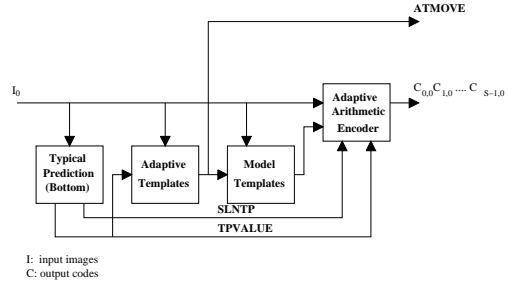 ATMOVE
I0
C0,0C1,0 .... C S−1,0
Adaptive
Arithmetic
Encoder
Typical
Prediction
(Bottom)
Adaptive
Templates
Model
Templates
SLNTP
TPVALUE
I: input images
C: output codes